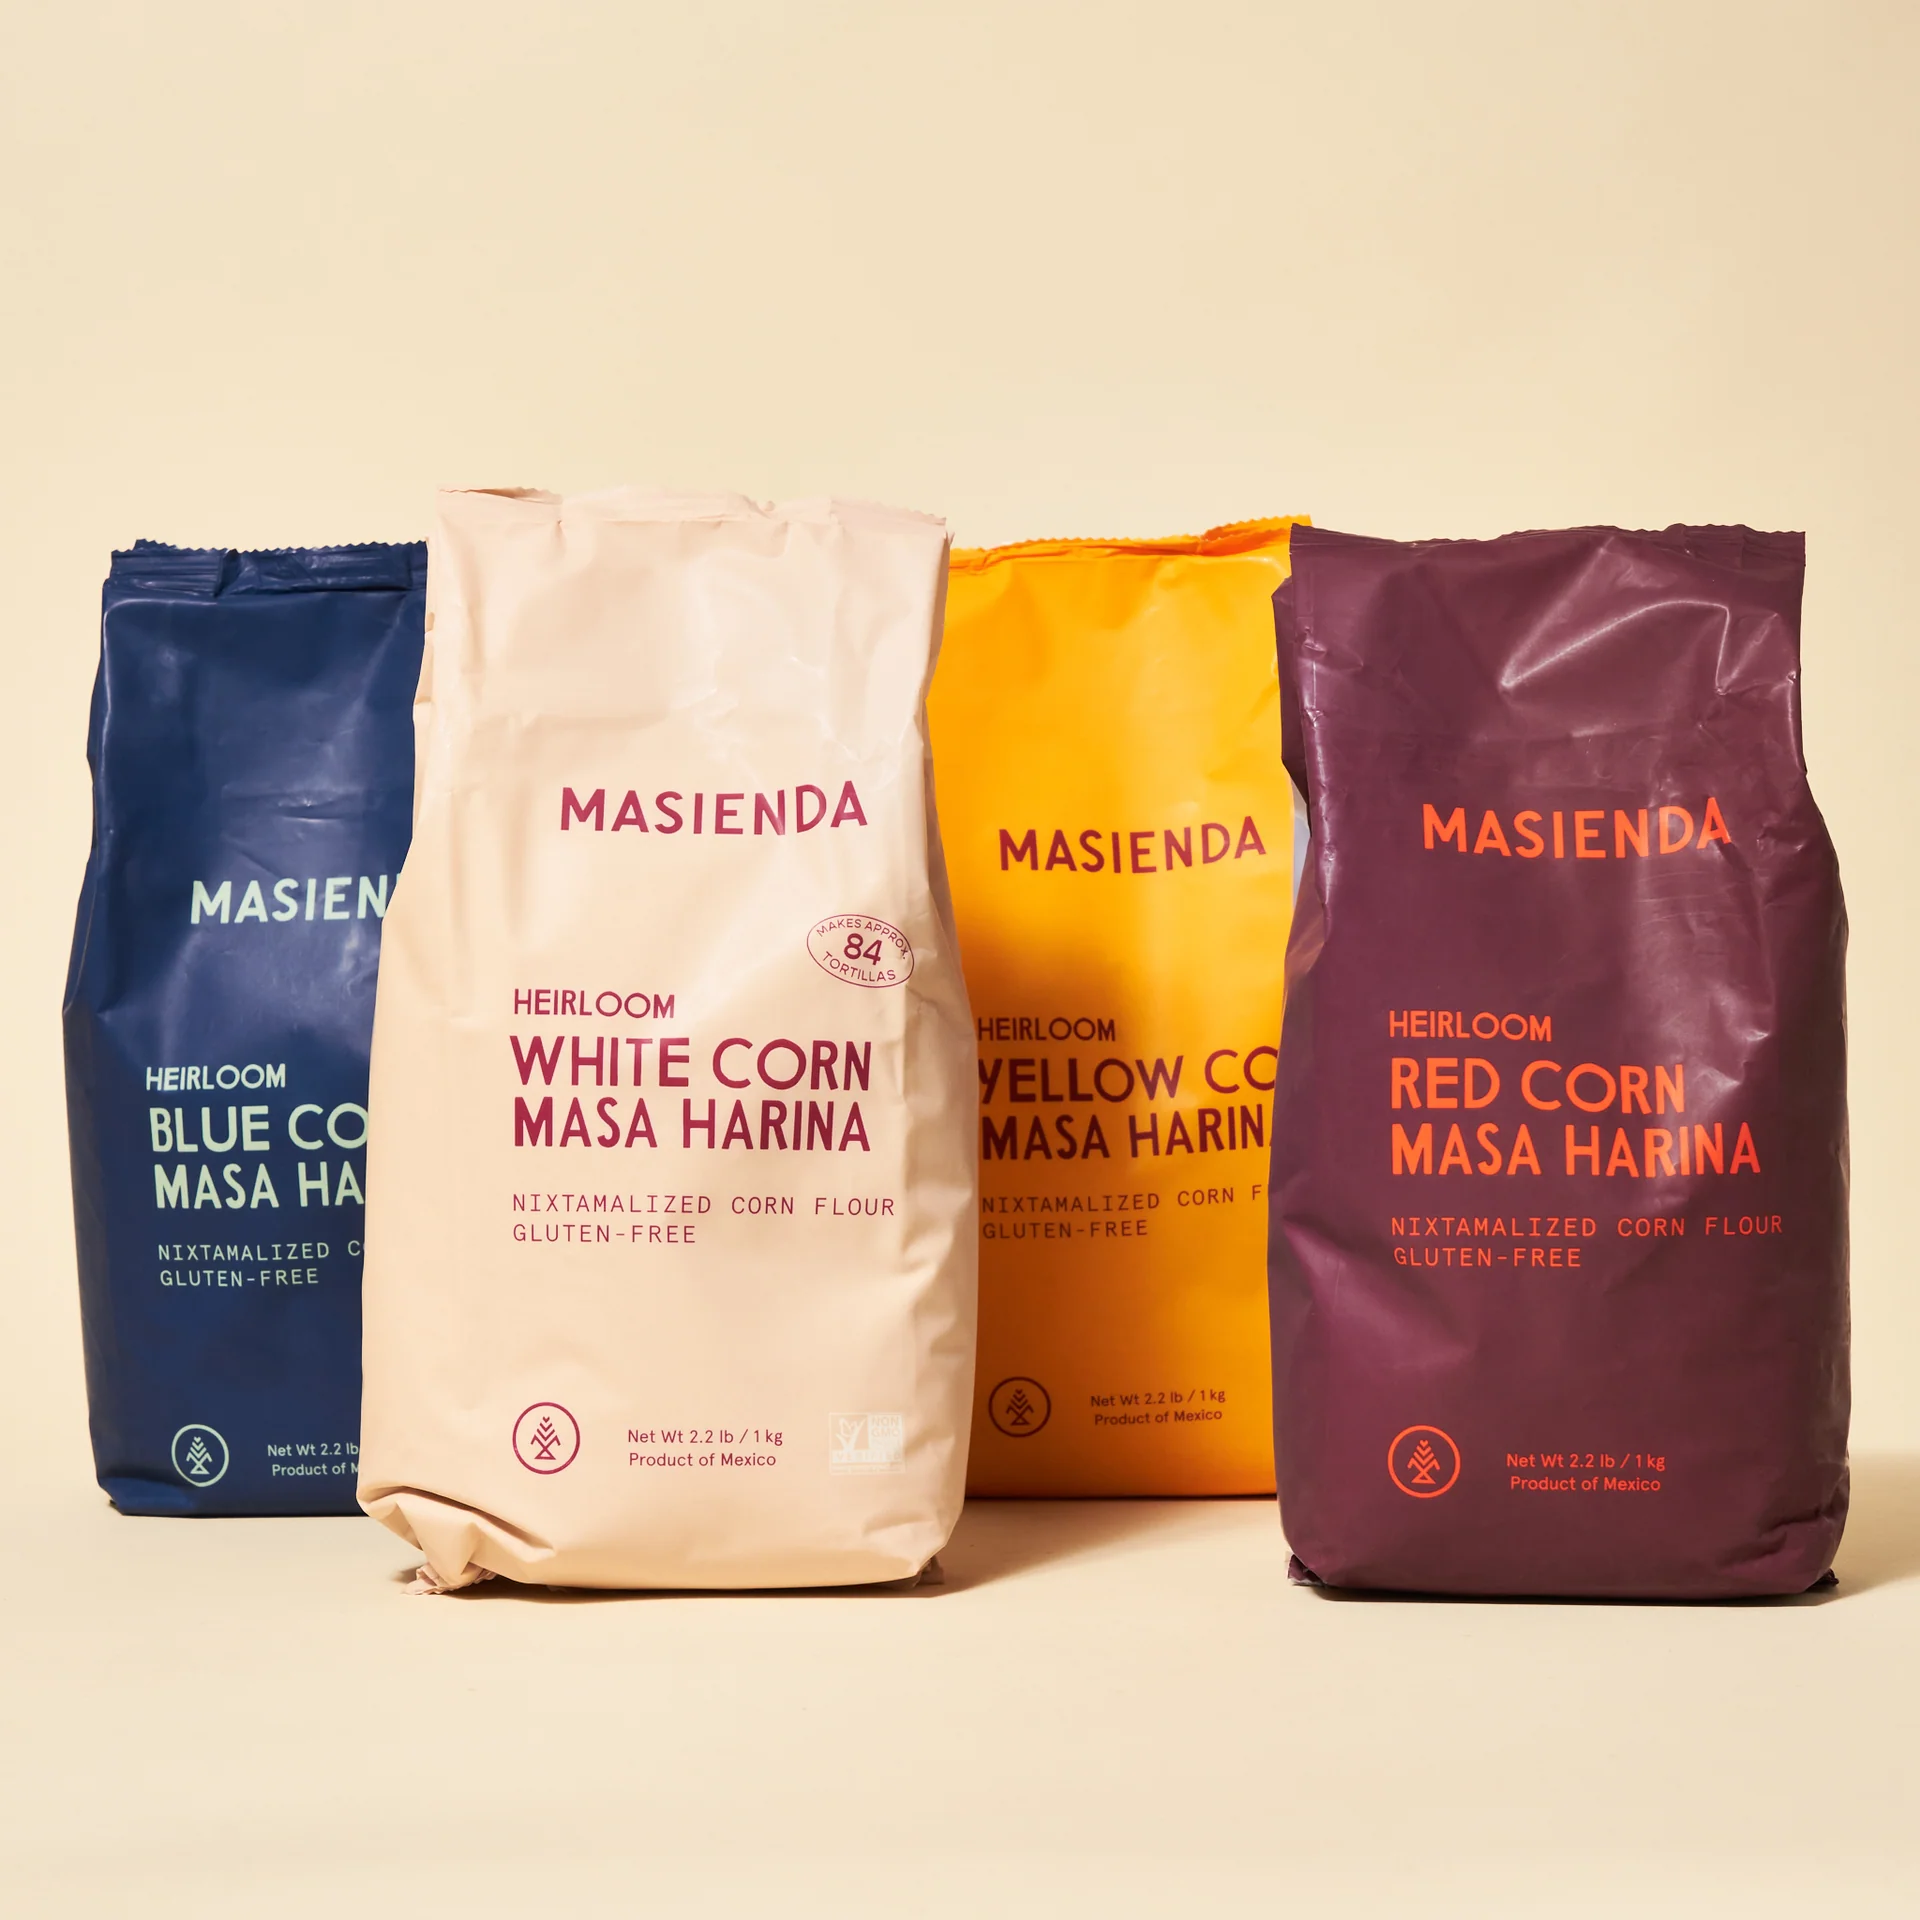 MASIEN
HEIRLOOM
BLUE CO
MASA HA
NIXTAMALIZED C
GLUTEN-FREE
Net Wt 2.2 lb
Product of M
MASIENDA
MAKES APPROX.
84
TORTILLAS
HEIRLOOM
WHITE CORN
MASA HARINA
NIXTAMALIZED CORN FLOUR
GLUTEN-FREE
Net Wt 2.2 lb / 1 kg
Product of Mexico
NON
GMO
VERIFIED
MASIENDA
HEIRLOOM
YELLOW CO
MASA HARIN
NIXTAMALIZED CORN F
GLUTEN-FREE
Net Wt 2.2 lb / 1 kg
Product of Mexico
MASIENDA
HEIRLOOM
RED CORN
MASA HARINA
NIXTAMALIZED CORN FLOUR
GLUTEN-FREE
Net Wt 2.2 lb / 1 kg
Product of Mexico